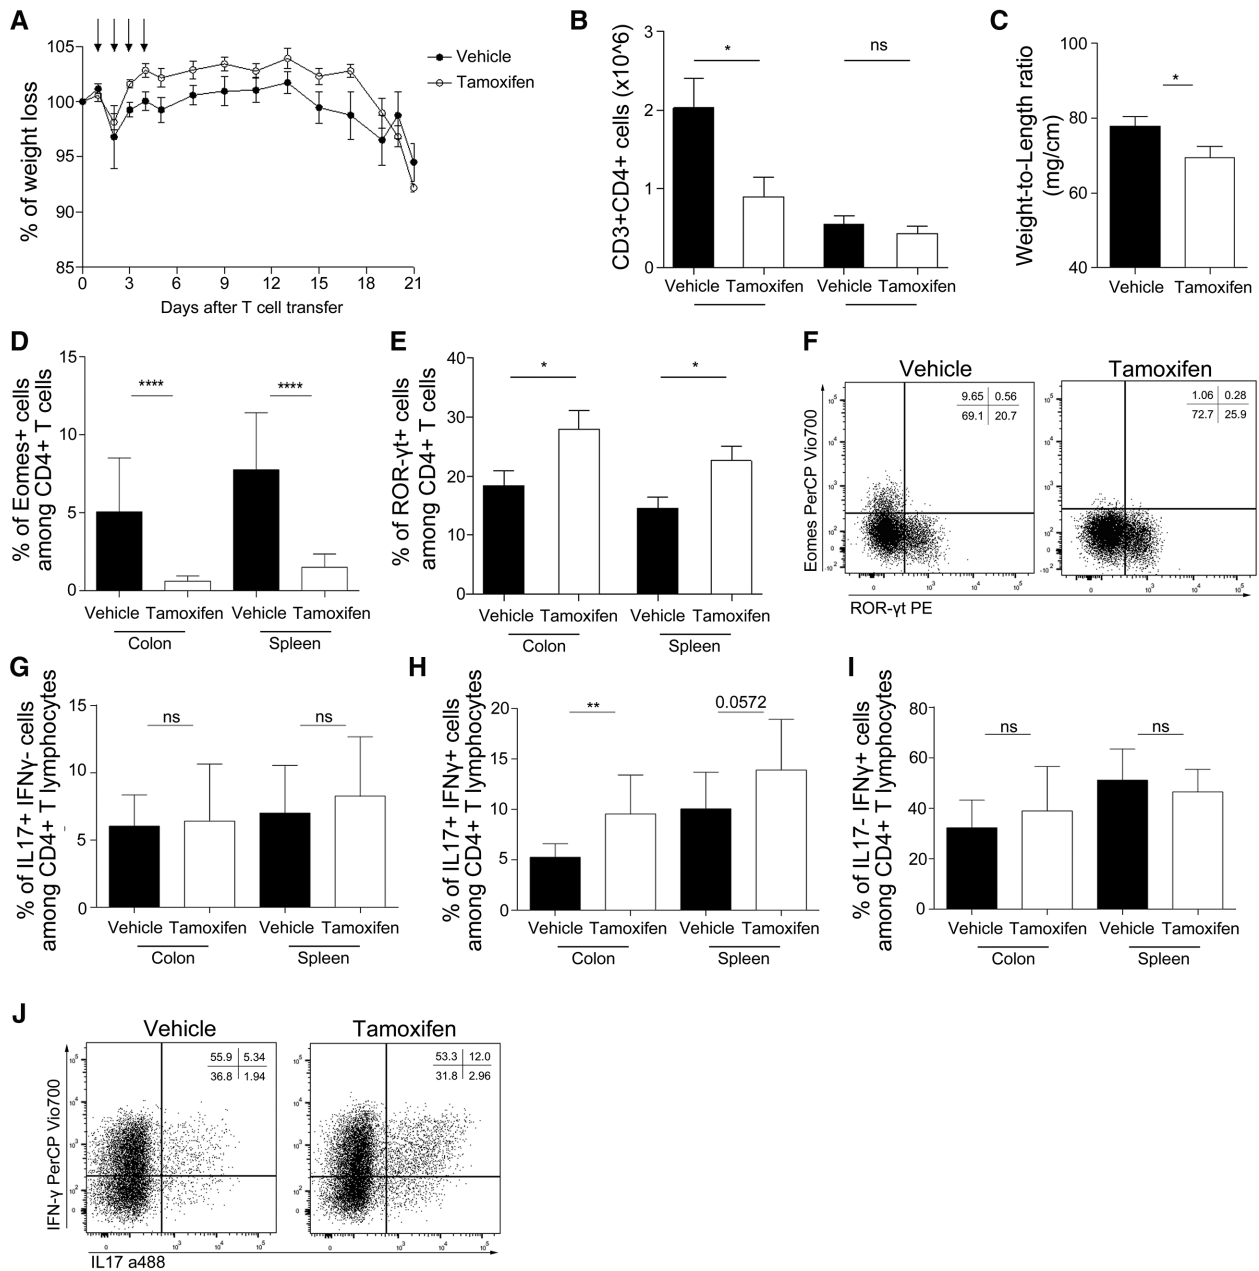 A
105
100
95
90
85
% of weight loss
0 3 6 9 12 15 18 21
Days after T cell transfer
Vehicle
Tamoxifen
B
3
2
1
0
CD3+CD4+ cells (x10^6)
*
ns
Vehicle Tamoxifen Vehicle Tamoxifen
C
100
80
60
40
Weight-to-Length ratio
(mg/cm)
*
Vehicle Tamoxifen
D
15
10
5
0
% of Eomes+ cells
among CD4+ T cells
****
****
Vehicle Tamoxifen Vehicle Tamoxifen
Colon Spleen
E
40
30
20
10
0
% of ROR-γt+ cells
among CD4+ T cells
*
*
Vehicle Tamoxifen Vehicle Tamoxifen
Colon Spleen
F
Vehicle Tamoxifen
9.65 0.56
69.1 20.7
1.06 0.28
72.7 25.9
Eomes PerCP Vio700
ROR-γt PE
G
15
10
5
0
% of IL17+ IFNγ- cells
among CD4+ T lymphocytes
ns
ns
Vehicle Tamoxifen Vehicle Tamoxifen
Colon Spleen
H
20
15
10
5
0
% of IL17+ IFNγ+ cells
among CD4+ T lymphocytes
**
0.0572
Vehicle Tamoxifen Vehicle Tamoxifen
Colon Spleen
I
80
60
40
20
0
% of IL17- IFNγ+ cells
among CD4+ T lymphocytes
ns
ns
Vehicle Tamoxifen Vehicle Tamoxifen
Colon Spleen
J
Vehicle Tamoxifen
55.9 5.34
36.8 1.94
53.3 12.0
31.8 2.96
IFN-γ PerCP Vio700
IL17 a488